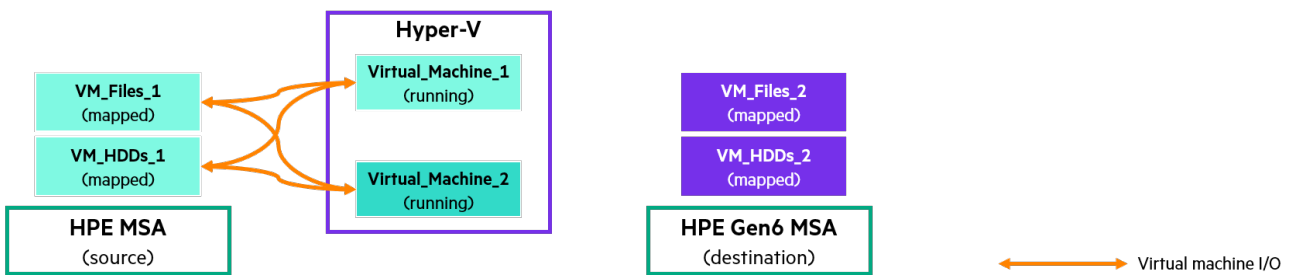 Hyper-V
VM_Files_1
(mapped)
VM_HDDs_1
(mapped)
HPE MSA
(source)
Virtual_Machine_1
(running)
Virtual_Machine_2
(running)
VM_Files_2
(mapped)
VM_HDDs_2
(mapped)
HPE Gen6 MSA
(destination)
Virtual machine I/O